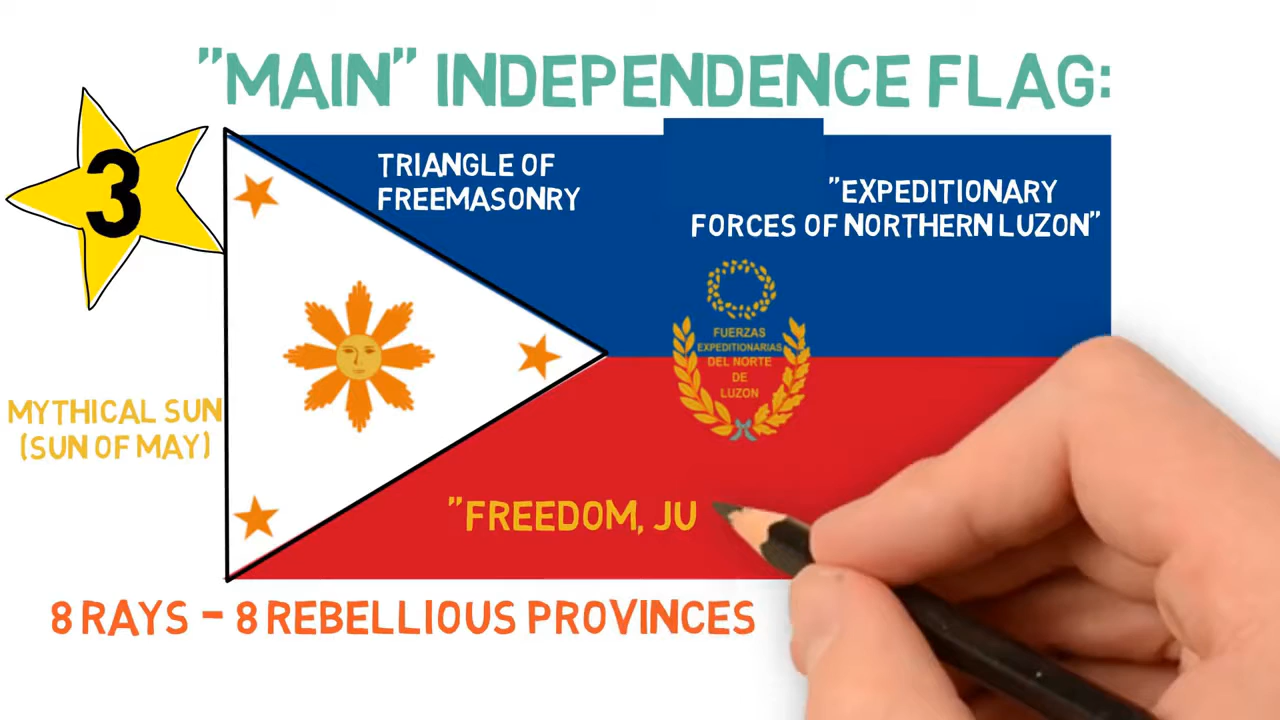 "MAIN" INDEPENDENCE FLAG:
3
TRIANGLE OF
FREEMASONRY
"EXPEDITIONARY
FORCES OF NORTHERN LUZON"
FUERZAS
EXPEDITIONARIAS
DEL NORTE
DE
LUZON
MYTHICAL SUN
(SUN OF MAY)
"FREEDOM, JU
8 RAYS – 8 REBELLIOUS PROVINCES